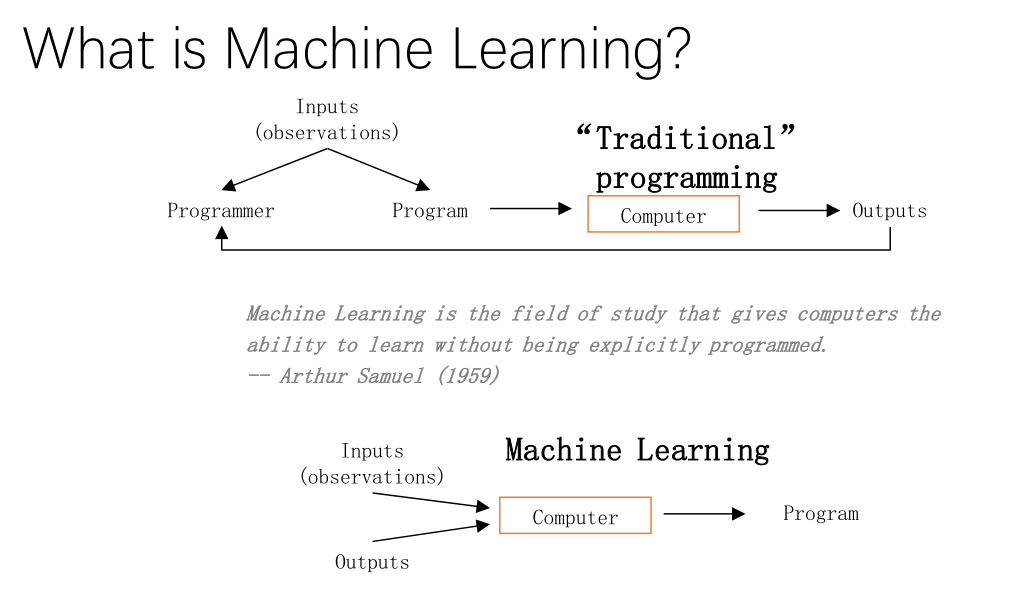 What is Machine Learning?
Inputs
(observations)
“Traditional”
programming
Programmer
Program
Computer
Outputs
Machine Learning is the field of study that gives computers the
ability to learn without being explicitly programmed.
-- Arthur Samuel (1959)
Inputs
(observations)
Machine Learning
Computer
Program
Outputs